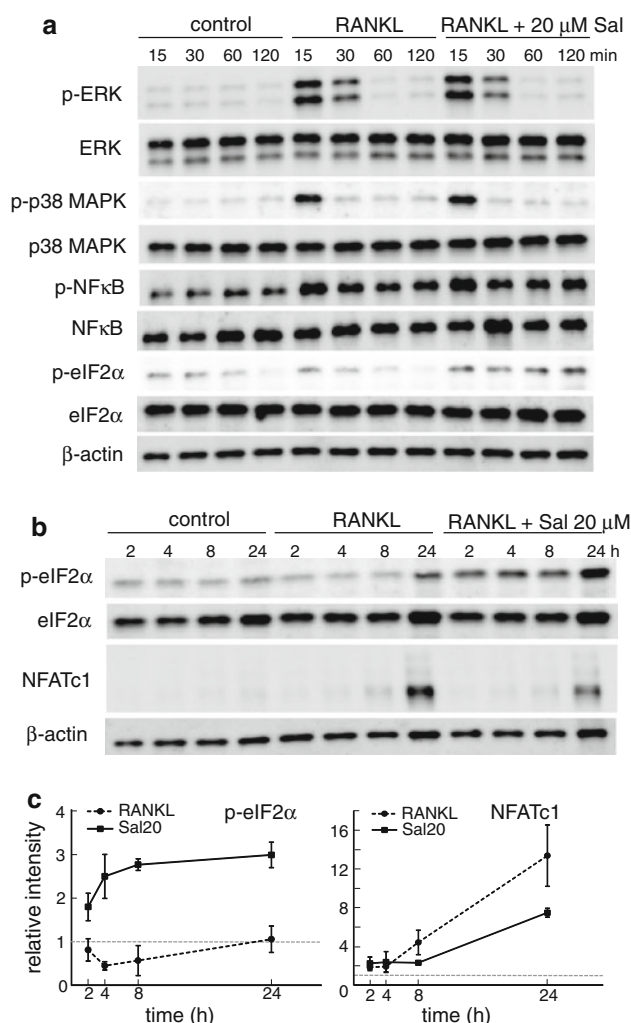 a
control RANKL RANKL + 20 μM Sal
15 30 60 120 15 30 60 120 15 30 60 120 min
p-ERK
ERK
p-p38 MAPK
p38 MAPK
p-NFκB
NFκB
p-eIF2α
eIF2α
β-actin
b
control RANKL RANKL + Sal 20 μM
2 4 8 24 2 4 8 24 2 4 8 24 h
p-eIF2α
eIF2α
NFATc1
β-actin
c
relative intensity
4
3
2
1
0
RANKL
Sal20
p-eIF2α
2 4 8 24
time (h)
16
12
8
4
0
RANKL
Sal20
NFATc1
2 4 8 24
time (h)